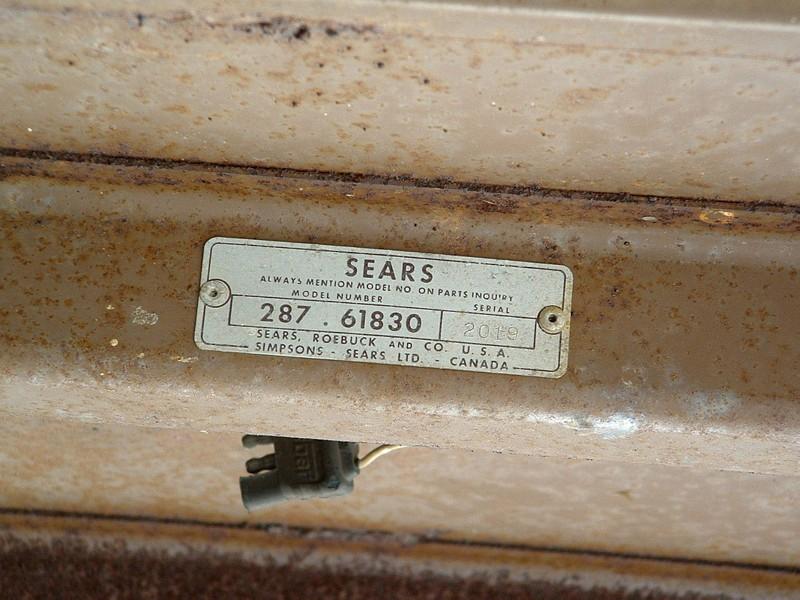 SEARS
ALWAYS MENTION MODEL NO. ON PARTS INQUIRY
MODEL NUMBER SERIAL
287 . 61830 2019
SEARS, ROEBUCK AND CO. U. S. A.
SIMPSONS - SEARS LTD. - CANADA